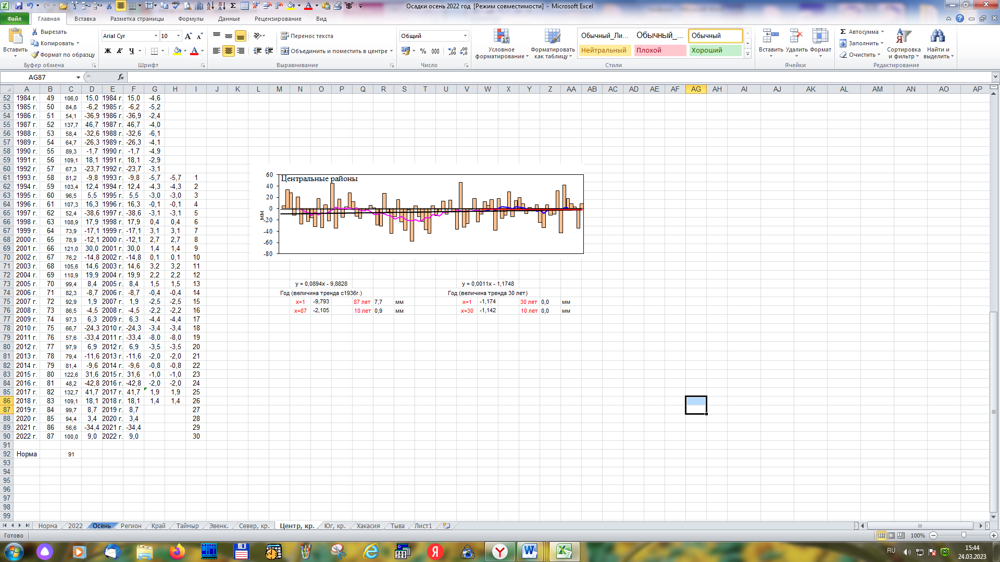 Осадки осень 2022 год [Режим совместимости] - Microsoft Excel
Файл Главная Вставка Разметка страницы Формулы Данные Рецензирование Вид
Вставить
Вырезать
Копировать
Формат по образцу
Буфер обмена
Arial Cyr 10
Ж К Ч
Шрифт
Перенос текста
Объединить и поместить в центре
Выравнивание
Общий
% 000
Число
Условное форматирование
Форматировать как таблицу
Обычный_Ли... Обычный_... Обычный
Нейтральный Плохой Хороший
Стили
Вставить Удалить Формат
Ячейки
Σ Автосумма
Заполнить
Очистить
Сортировка и фильтр
Найти и выделить
Редактирование
AG87 fx
A B C D E F G H I J K L M N O P Q R S T U V W X Y Z AA AB AC AD AE AF AG AH AI AJ AK AL AM AN AO AP
52 1984 г. 49 106,0 15,0 1984 г. 15,0 -4,6
53 1985 г. 50 84,8 -6,2 1985 г. -6,2 -5,2
54 1986 г. 51 54,1 -36,9 1986 г. -36,9 -2,4
55 1987 г. 52 137,7 46,7 1987 г. 46,7 -4,0
56 1988 г. 53 58,4 -32,6 1988 г. -32,6 -6,1
57 1989 г. 54 64,7 -26,3 1989 г. -26,3 -4,1
58 1990 г. 55 89,3 -1,7 1990 г. -1,7 -4,9
59 1991 г. 56 109,1 18,1 1991 г. 18,1 -2,9
60 1992 г. 57 67,3 -23,7 1992 г. -23,7 -3,1
61 1993 г. 58 81,2 -9,8 1993 г. -9,8 -5,7 -5,7 1
62 1994 г. 59 103,4 12,4 1994 г. 12,4 -4,3 -4,3 2
63 1995 г. 60 96,5 5,5 1995 г. 5,5 -3,0 -3,0 3
64 1996 г. 61 107,3 16,3 1996 г. 16,3 -0,1 -0,1 4
65 1997 г. 62 52,4 -38,6 1997 г. -38,6 -3,1 -3,1 5
66 1998 г. 63 108,9 17,9 1998 г. 17,9 0,4 0,4 6
67 1999 г. 64 73,9 -17,1 1999 г. -17,1 3,1 3,1 7
68 2000 г. 65 78,9 -12,1 2000 г. -12,1 2,7 2,7 8
69 2001 г. 66 121,0 30,0 2001 г. 30,0 1,4 1,4 9
70 2002 г. 67 76,2 -14,8 2002 г. -14,8 0,1 0,1 10
71 2003 г. 68 105,6 14,6 2003 г. 14,6 3,2 3,2 11
72 2004 г. 69 110,9 19,9 2004 г. 19,9 2,2 2,2 12
73 2005 г. 70 99,4 8,4 2005 г. 8,4 1,5 1,5 13
74 2006 г. 71 82,3 -8,7 2006 г. -8,7 -0,4 -0,4 14
75 2007 г. 72 92,9 1,9 2007 г. 1,9 -2,5 -2,5 15
76 2008 г. 73 86,5 -4,5 2008 г. -4,5 -2,2 -2,2 16
77 2009 г. 74 97,3 6,3 2009 г. 6,3 -4,4 -4,4 17
78 2010 г. 75 66,7 -24,3 2010 г. -24,3 -3,4 -3,4 18
79 2011 г. 76 57,6 -33,4 2011 г. -33,4 -8,0 -8,0 19
80 2012 г. 77 97,9 6,9 2012 г. 6,9 -3,5 -3,5 20
81 2013 г. 78 79,4 -11,6 2013 г. -11,6 -2,0 -2,0 21
82 2014 г. 79 81,4 -9,6 2014 г. -9,6 -0,8 -0,8 22
83 2015 г. 80 122,6 31,6 2015 г. 31,6 -1,0 -1,0 23
84 2016 г. 81 48,2 -42,8 2016 г. -42,8 -2,0 -2,0 24
85 2017 г. 82 132,7 41,7 2017 г. 41,7 1,9 1,9 25
86 2018 г. 83 109,1 18,1 2018 г. 18,1 1,4 1,4 26
87 2019 г. 84 99,7 8,7 2019 г. 8,7 27
88 2020 г. 85 94,4 3,4 2020 г. 3,4 28
89 2021 г. 86 56,6 -34,4 2021 г. -34,4 29
90 2022 г. 87 100,0 9,0 2022 г. 9,0 30
91
92 Норма 91
93
94
95
96
97
98
99
Центральные районы
60
40
20
0
-20
-40
-60
-80
мм
y = 0,0894x - 9,8828 y = 0,0011x - 1,1748
Год (величина тренда с1936г.) Год (величина тренда 30 лет)
x=1 -9,793 87 лет 7,7 мм x=1 -1,174 30 лет 0,0 мм
x=87 -2,105 10 лет 0,9 мм x=30 -1,142 10 лет 0,0 мм
Норма 2022 Осень Регион Край Таймыр Эвенк. Север, кр. Центр, кр. Юг, кр. Хакасия Тыва Лист1
Готово 100%
RU 15:44
24.03.2023